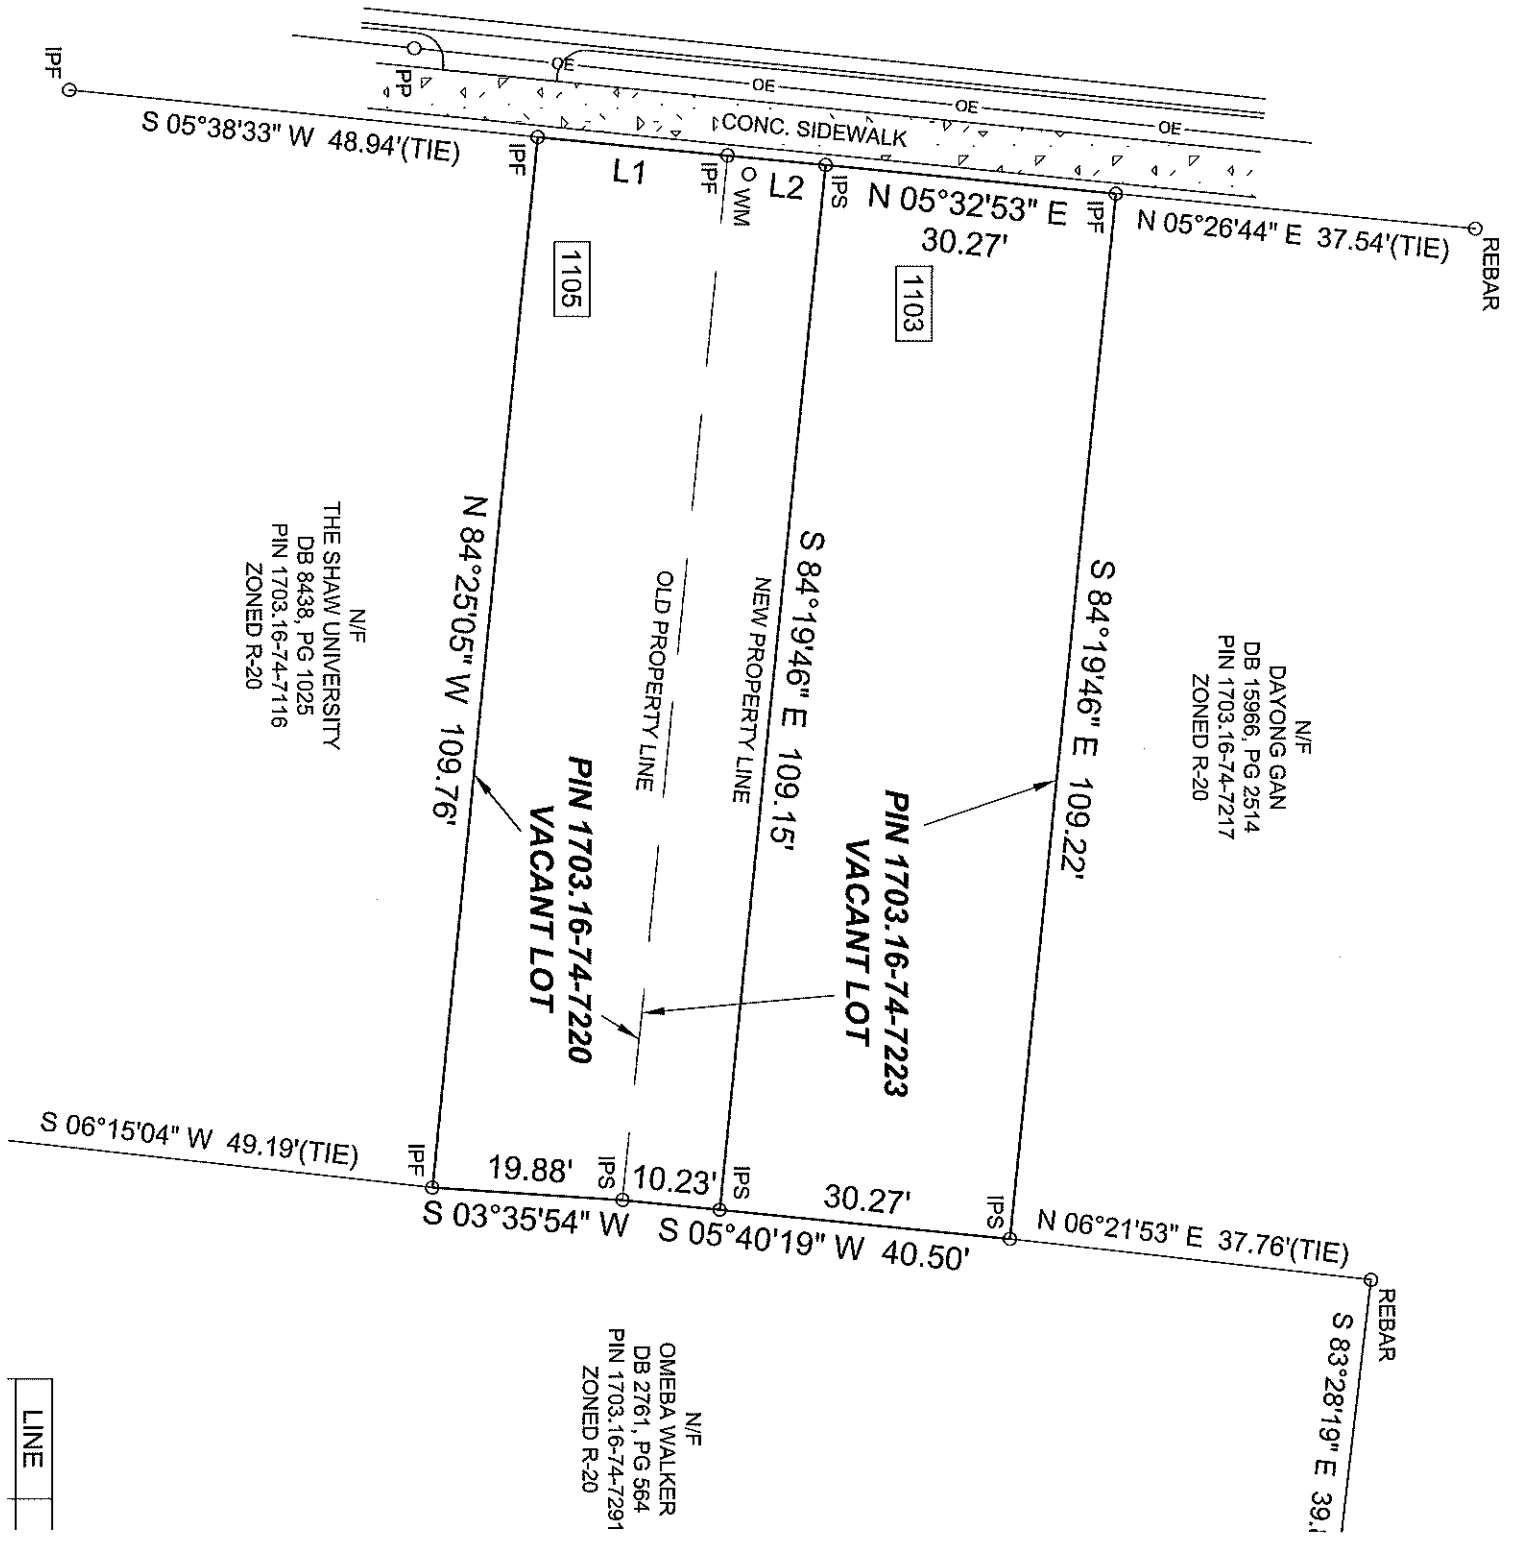 IPF
S 05°38'33" W 48.94'(TIE)
PP
OE
OE
OE
OE
CONC. SIDEWALK
IPF
L1
IPF
WM
L2
IPS
N 05°32'53" E
30.27'
IPF
N 05°26'44" E 37.54'(TIE)
REBAR
1105
1103
N/F
THE SHAW UNIVERSITY
DB 8438, PG 1025
PIN 1703.16-74-7116
ZONED R-20
N 84°25'05" W 109.76'
OLD PROPERTY LINE
NEW PROPERTY LINE
S 84°19'46" E 109.15'
S 84°19'46" E 109.22'
N/F
DAYONG GAN
DB 15966, PG 2514
PIN 1703.16-74-7217
ZONED R-20
PIN 1703.16-74-7220
VACANT LOT
PIN 1703.16-74-7223
VACANT LOT
S 06°15'04" W 49.19'(TIE)
IPF
19.88'
IPS
10.23'
IPS
30.27'
IPS
S 03°35'54" W
S 05°40'19" W 40.50'
N 06°21'53" E 37.76'(TIE)
REBAR
S 83°28'19" E 39.
N/F
OMEBA WALKER
DB 2761, PG 564
PIN 1703.16-74-7291
ZONED R-20
LINE